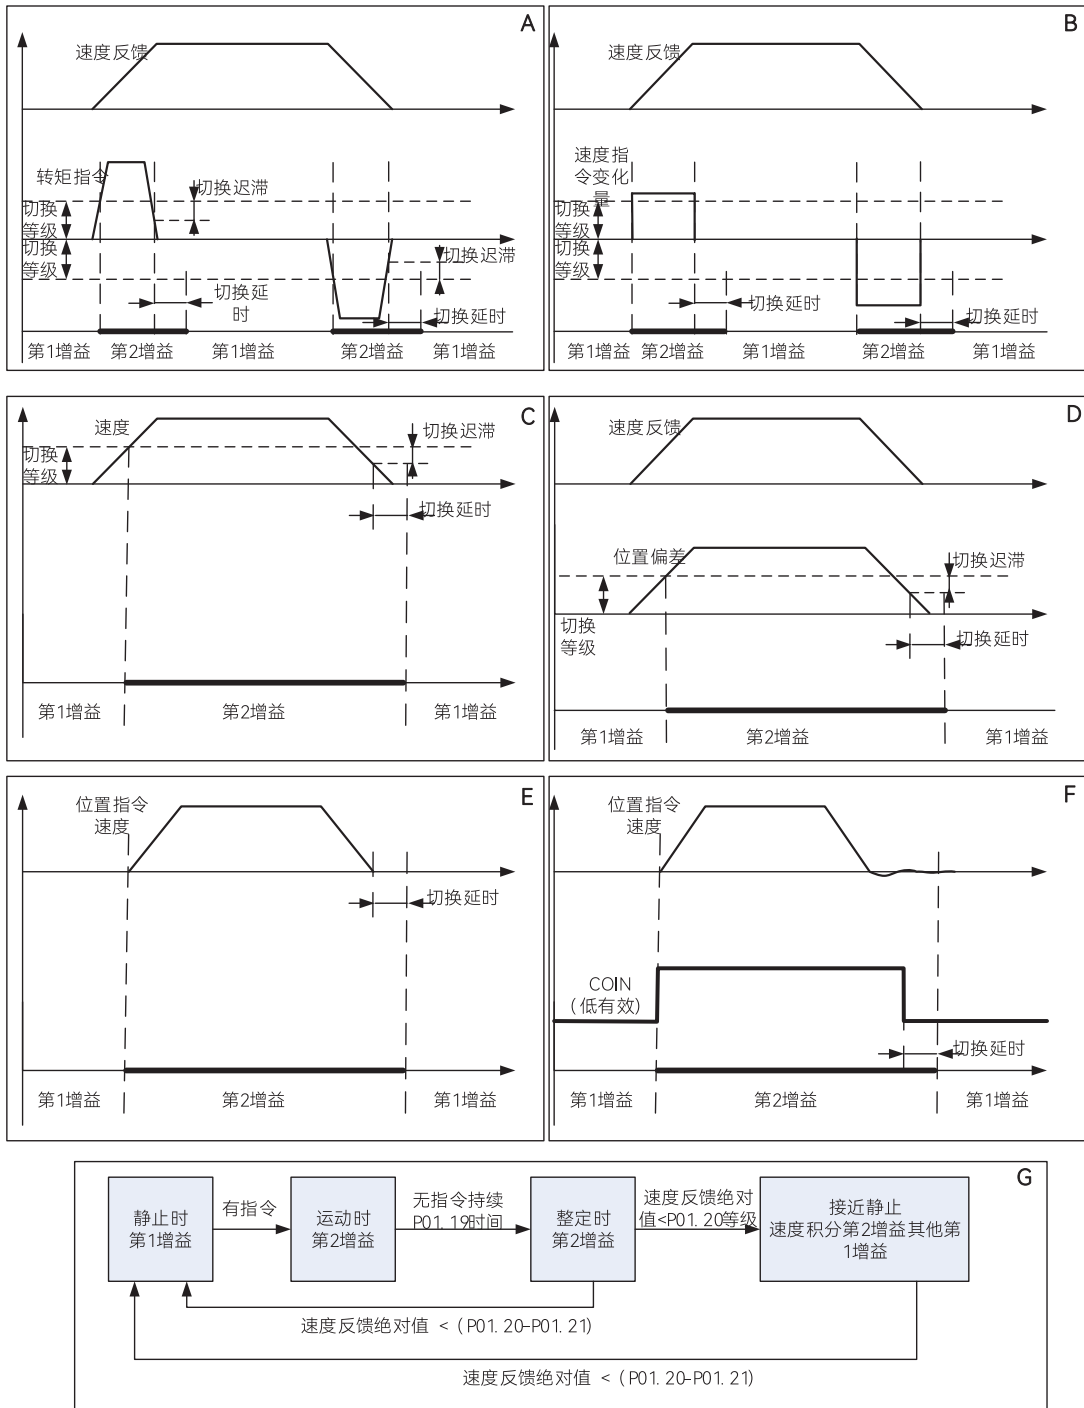 A
速度反馈
转矩指令
切换迟滞
切换
等级
切换
等级
切换迟滞
切换延
时
切换延时
第1增益
第2增益
第1增益
第2增益
第1增益
B
速度反馈
速度指
令变化
量
切换
等级
切换
等级
切换延时
切换延时
第1增益
第2增益
第1增益
第2增益
第1增益
C
速度
切换迟滞
切换
等级
切换延时
第1增益
第2增益
第1增益
D
速度反馈
位置偏差
切换迟滞
切换
等级
切换延时
第1增益
第2增益
第1增益
E
位置指令
速度
切换延时
第1增益
第2增益
第1增益
F
位置指令
速度
COIN
(低有效)
切换延时
第1增益
第2增益
第1增益
G
静止时
第1增益
有指令
运动时
第2增益
无指令持续
P01.19时间
整定时
第2增益
速度反馈绝对
值<P01.20等级
接近静止
速度积分第2增益其他第
1增益
速度反馈绝对值 < (P01.20-P01.21)
速度反馈绝对值 < (P01.20-P01.21)